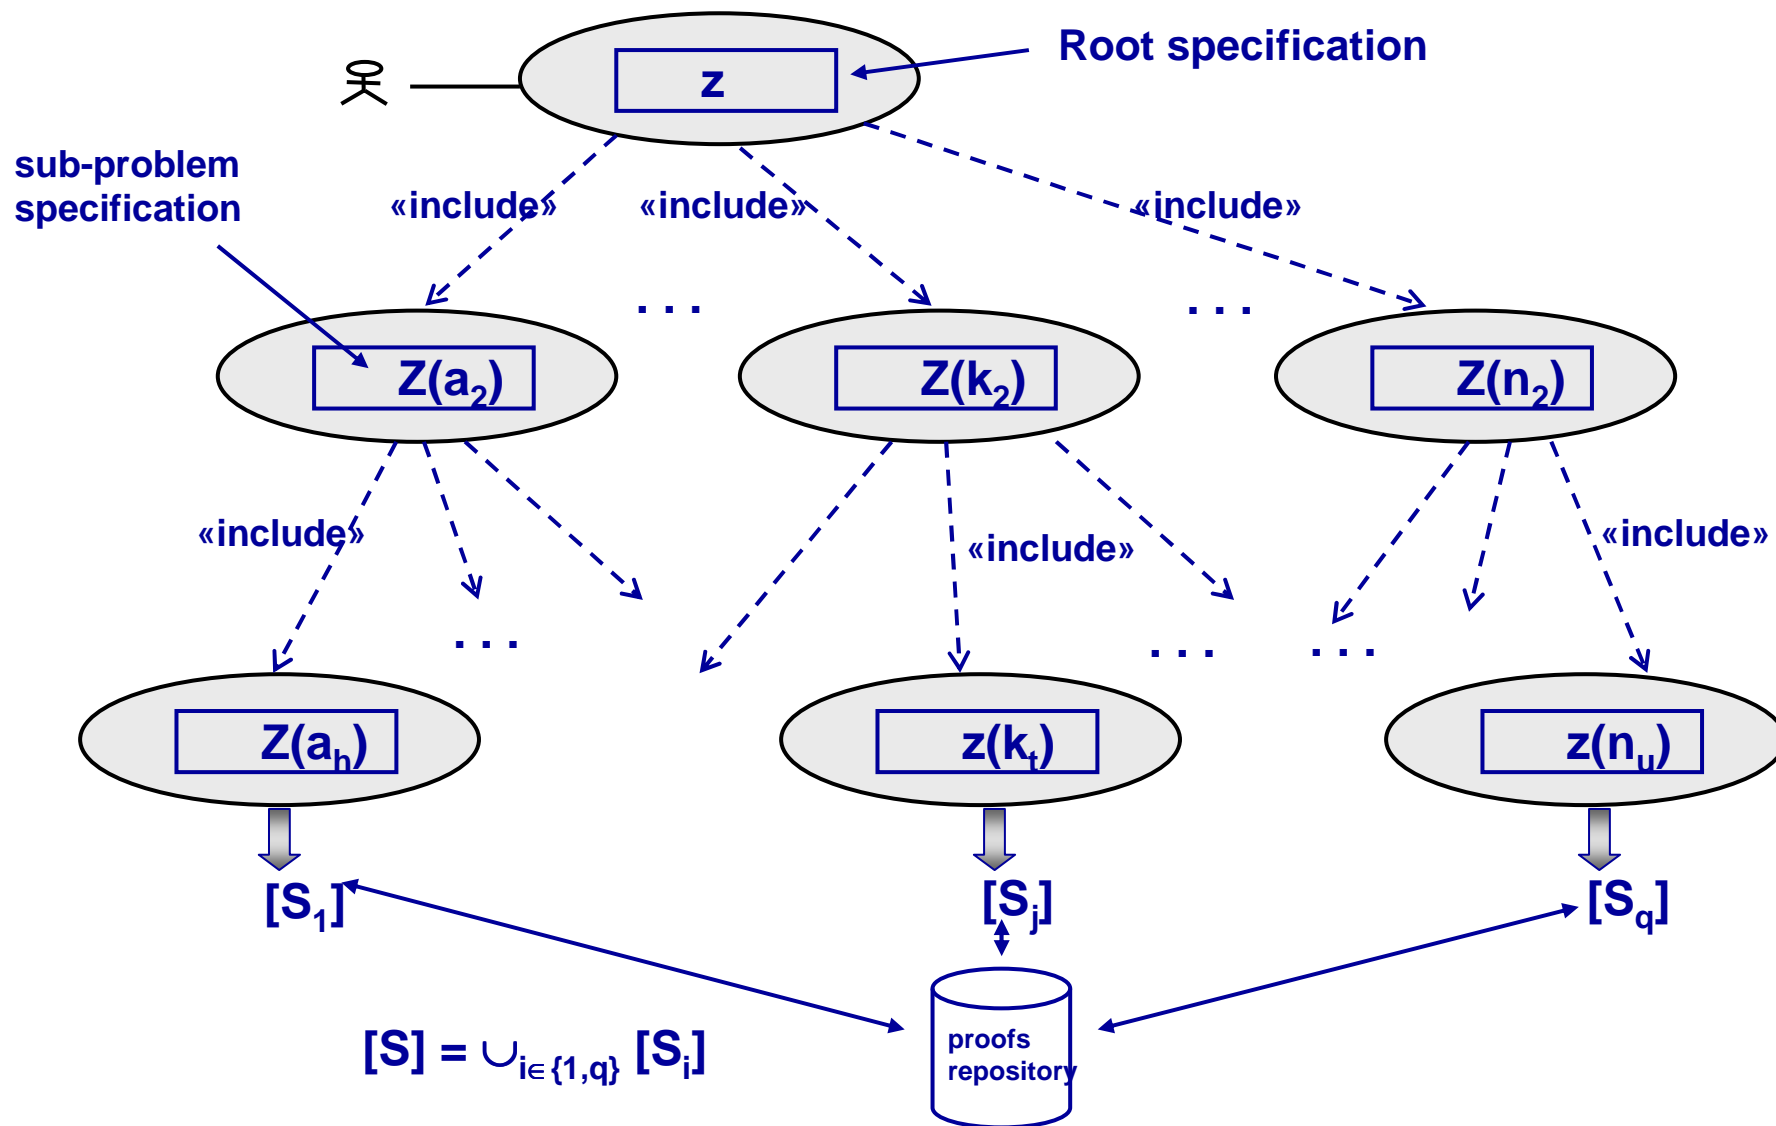 Root specification
z
sub-problem
specification
«include»
«include»
«include»
. . .
. . .
Z(a₂)
Z(k₂)
Z(n₂)
«include»
«include»
«include»
. . .
. . .
. . .
Z(aₕ)
z(kₜ)
z(nᵤ)
[S₁]
[Sⱼ]
[S_q]
[S] = ∪_{i∈{1,q}} [Sᵢ]
proofs
repository